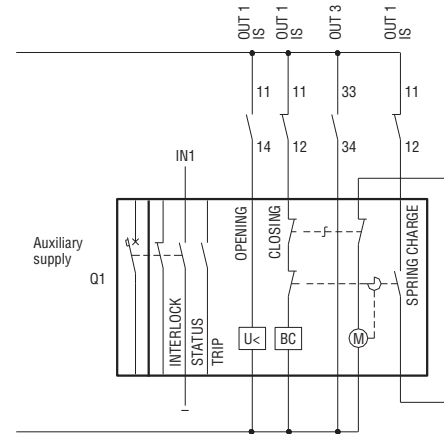 OUT 1
IS
OUT 1
IS
OUT 3
OUT 1
IS
11
11
33
11
14
12
34
12
IN1
Auxiliary
supply
Q1
INTERLOCK
STATUS
TRIP
OPENING
CLOSING
SPRING CHARGE
U<
BC
M